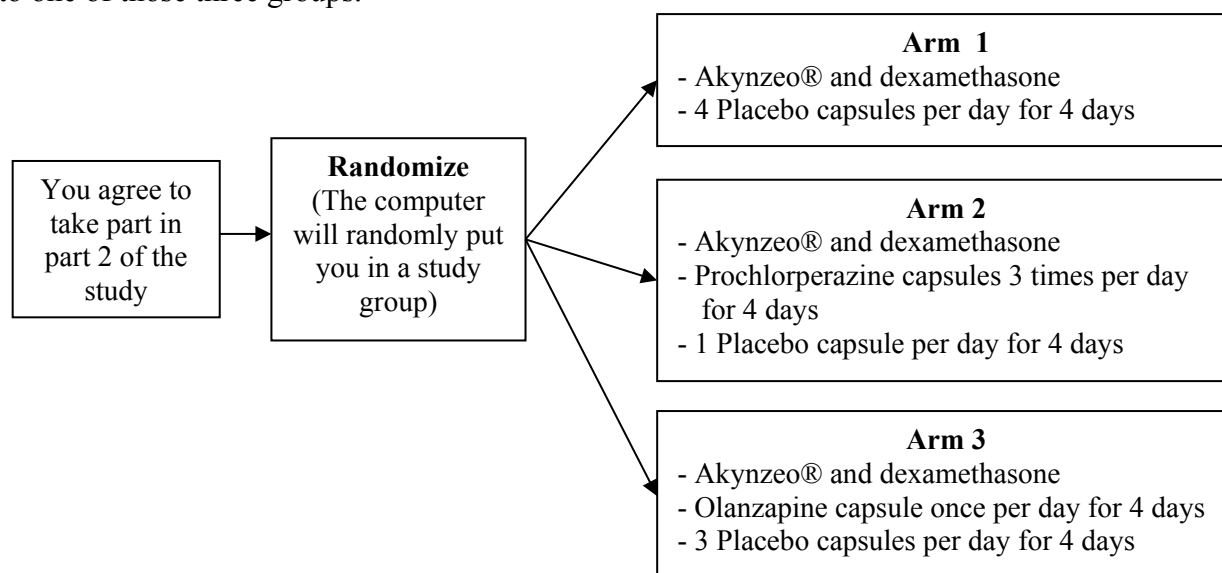 to one of those three groups.
You agree to
take part in
part 2 of the
study
Randomize
(The computer
will randomly put
you in a study
group)
Arm 1
- Akynzeo® and dexamethasone
- 4 Placebo capsules per day for 4 days
Arm 2
- Akynzeo® and dexamethasone
- Prochlorperazine capsules 3 times per day
for 4 days
- 1 Placebo capsule per day for 4 days
Arm 3
- Akynzeo® and dexamethasone
- Olanzapine capsule once per day for 4 days
- 3 Placebo capsules per day for 4 days